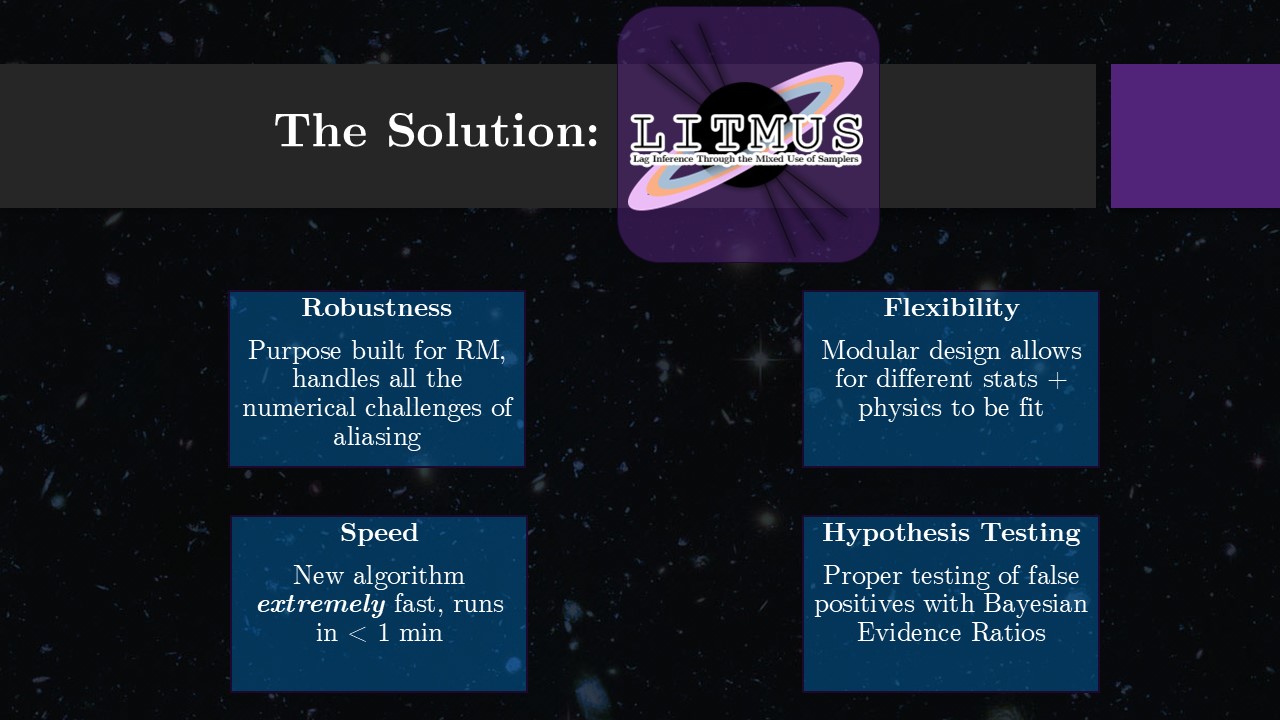 The Solution:
LITMUS
Lag Inference Through the Mixed Use of Samplers
Robustness
Purpose built for RM,
handles all the
numerical challenges of
aliasing
Flexibility
Modular design allows
for different stats +
physics to be fit
Speed
New algorithm
extremely fast, runs
in < 1 min
Hypothesis Testing
Proper testing of false
positives with Bayesian
Evidence Ratios